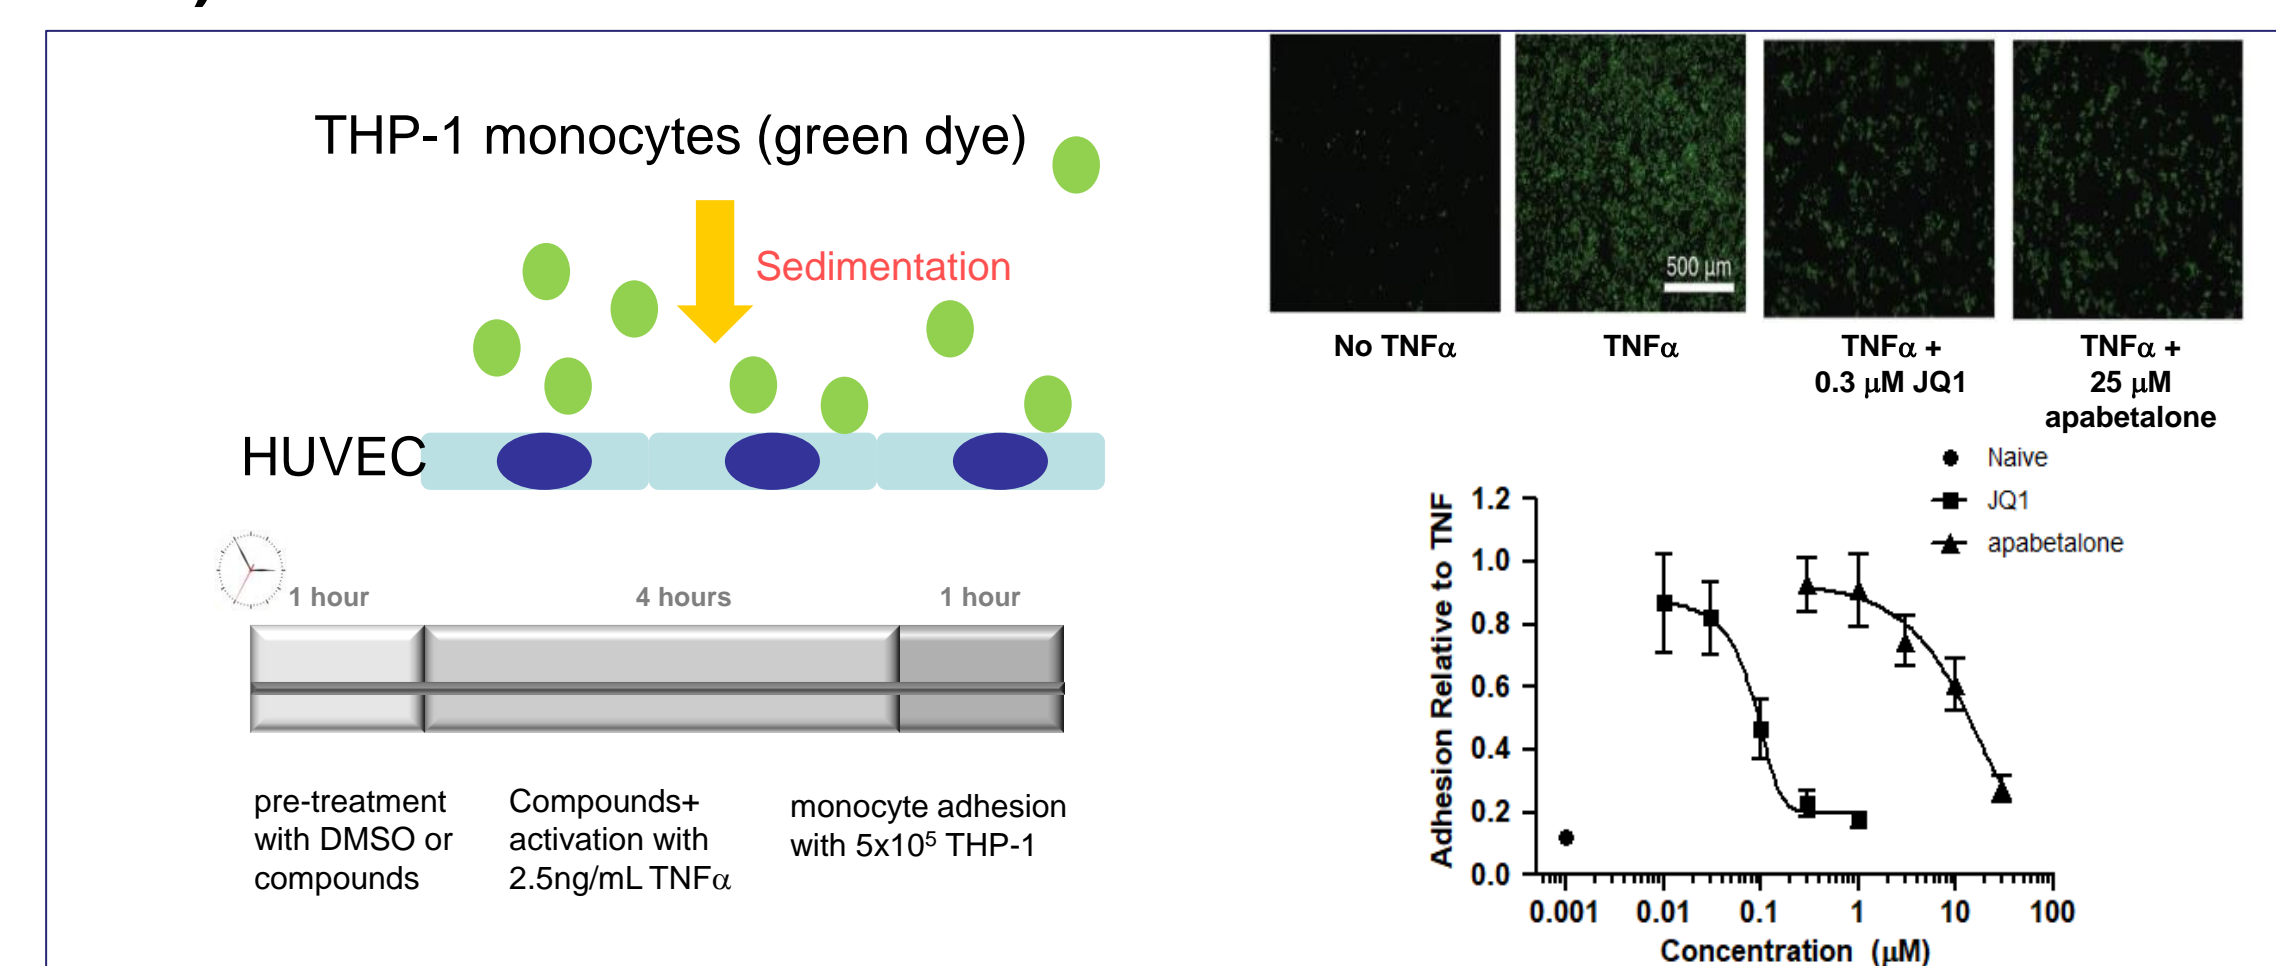 THP-1 monocytes (green dye)
Sedimentation
HUVEC
1 hour
4 hours
1 hour
pre-treatment
with DMSO or
compounds
Compounds+
activation with
2.5ng/mL TNFα
monocyte adhesion
with 5x10⁵ THP-1
500 µm
No TNFα
TNFα
TNFα +
0.3 µM JQ1
TNFα +
25 µM
apabetalone
Naive
JQ1
apabetalone
Adhesion Relative to TNF
1.2
1.0
0.8
0.6
0.4
0.2
0.0
0.001 0.01 0.1 1 10 100
Concentration (µM)